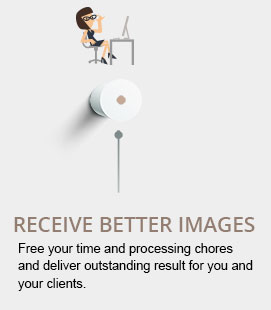 RECEIVE BETTER IMAGES
Free your time and processing chores
and deliver outstanding result for you and
your clients.